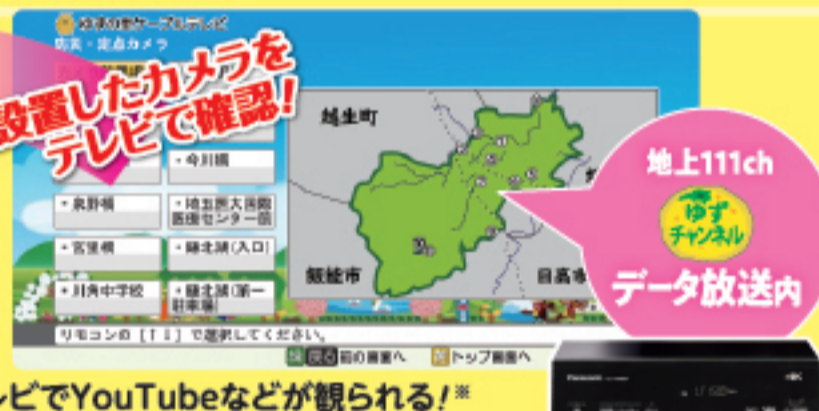 ゆずの里ケーブルテレビ
防災・定点カメラ
設置したカメラを
テレビで確認!
・今川橋
・泉野橋
・埼玉医大国際
医療センター前
・宮里橋
・鎌北湖(入口)
・川角中学校
・鎌北湖(第一
駐車場)
越生町
飯能市
日高市
リモコンの[↑↓]で選択してください。
戻る 前の画面へ
トップ画面へ
地上111ch
ゆず
チャンネル
データ放送内
レビでYouTubeなどが観られる!※
Panasonic
4K